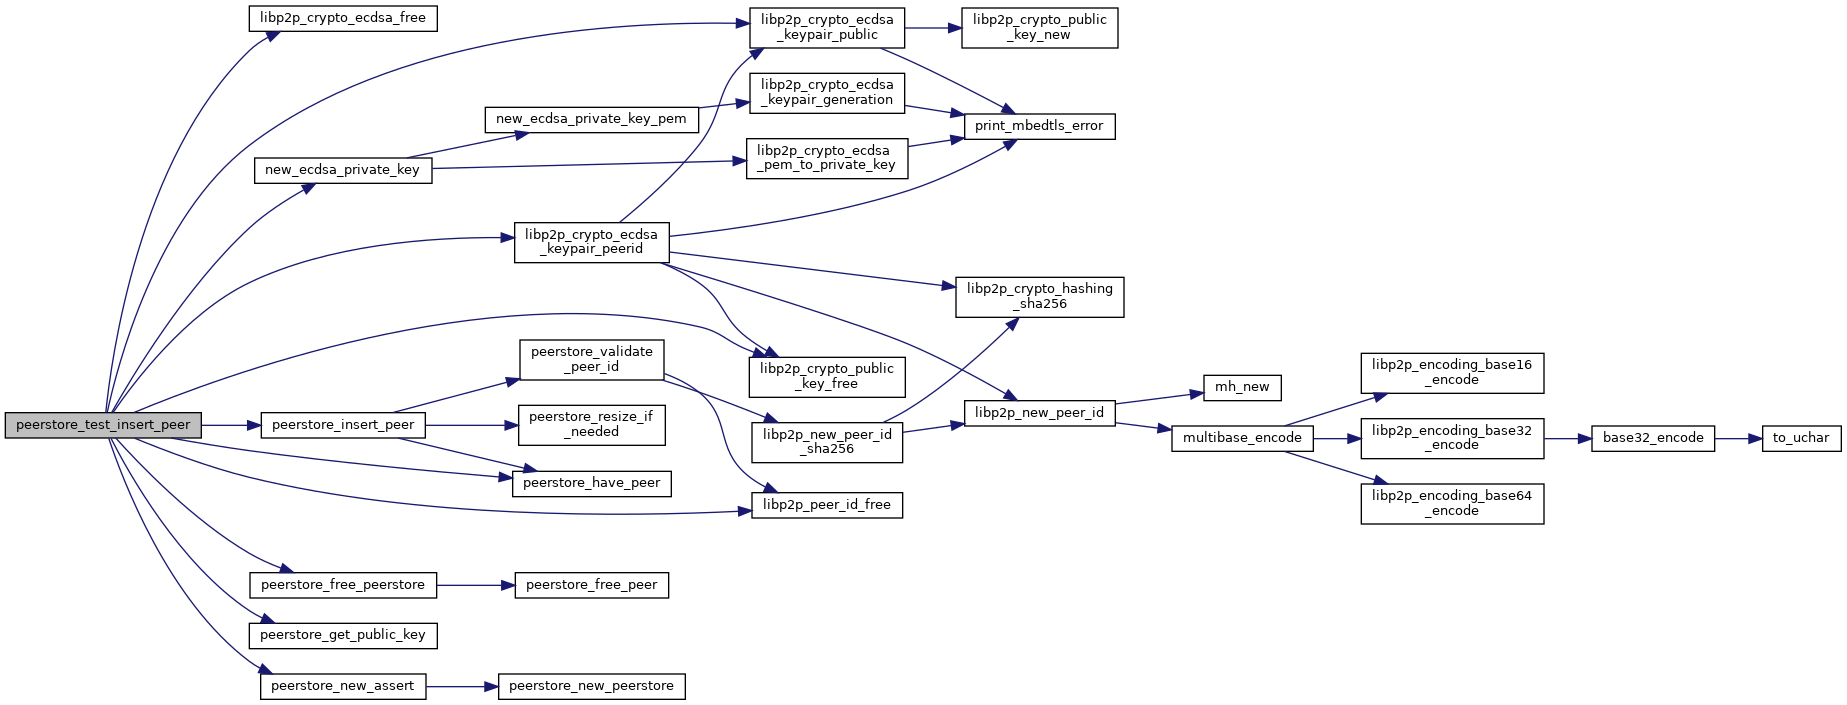 libp2p_crypto_ecdsa_free
libp2p_crypto_ecdsa
_keypair_public
libp2p_crypto_public
_key_new
libp2p_crypto_ecdsa
_keypair_generation
new_ecdsa_private_key_pem
print_mbedtls_error
libp2p_crypto_ecdsa
_pem_to_private_key
new_ecdsa_private_key
libp2p_crypto_ecdsa
_keypair_peerid
libp2p_crypto_hashing
_sha256
peerstore_validate
_peer_id
libp2p_crypto_public
_key_free
libp2p_encoding_base16
_encode
mh_new
libp2p_new_peer_id
peerstore_test_insert_peer
peerstore_insert_peer
peerstore_resize_if
_needed
libp2p_new_peer_id
_sha256
multibase_encode
libp2p_encoding_base32
_encode
base32_encode
to_uchar
peerstore_have_peer
libp2p_peer_id_free
libp2p_encoding_base64
_encode
peerstore_free_peerstore
peerstore_free_peer
peerstore_get_public_key
peerstore_new_assert
peerstore_new_peerstore